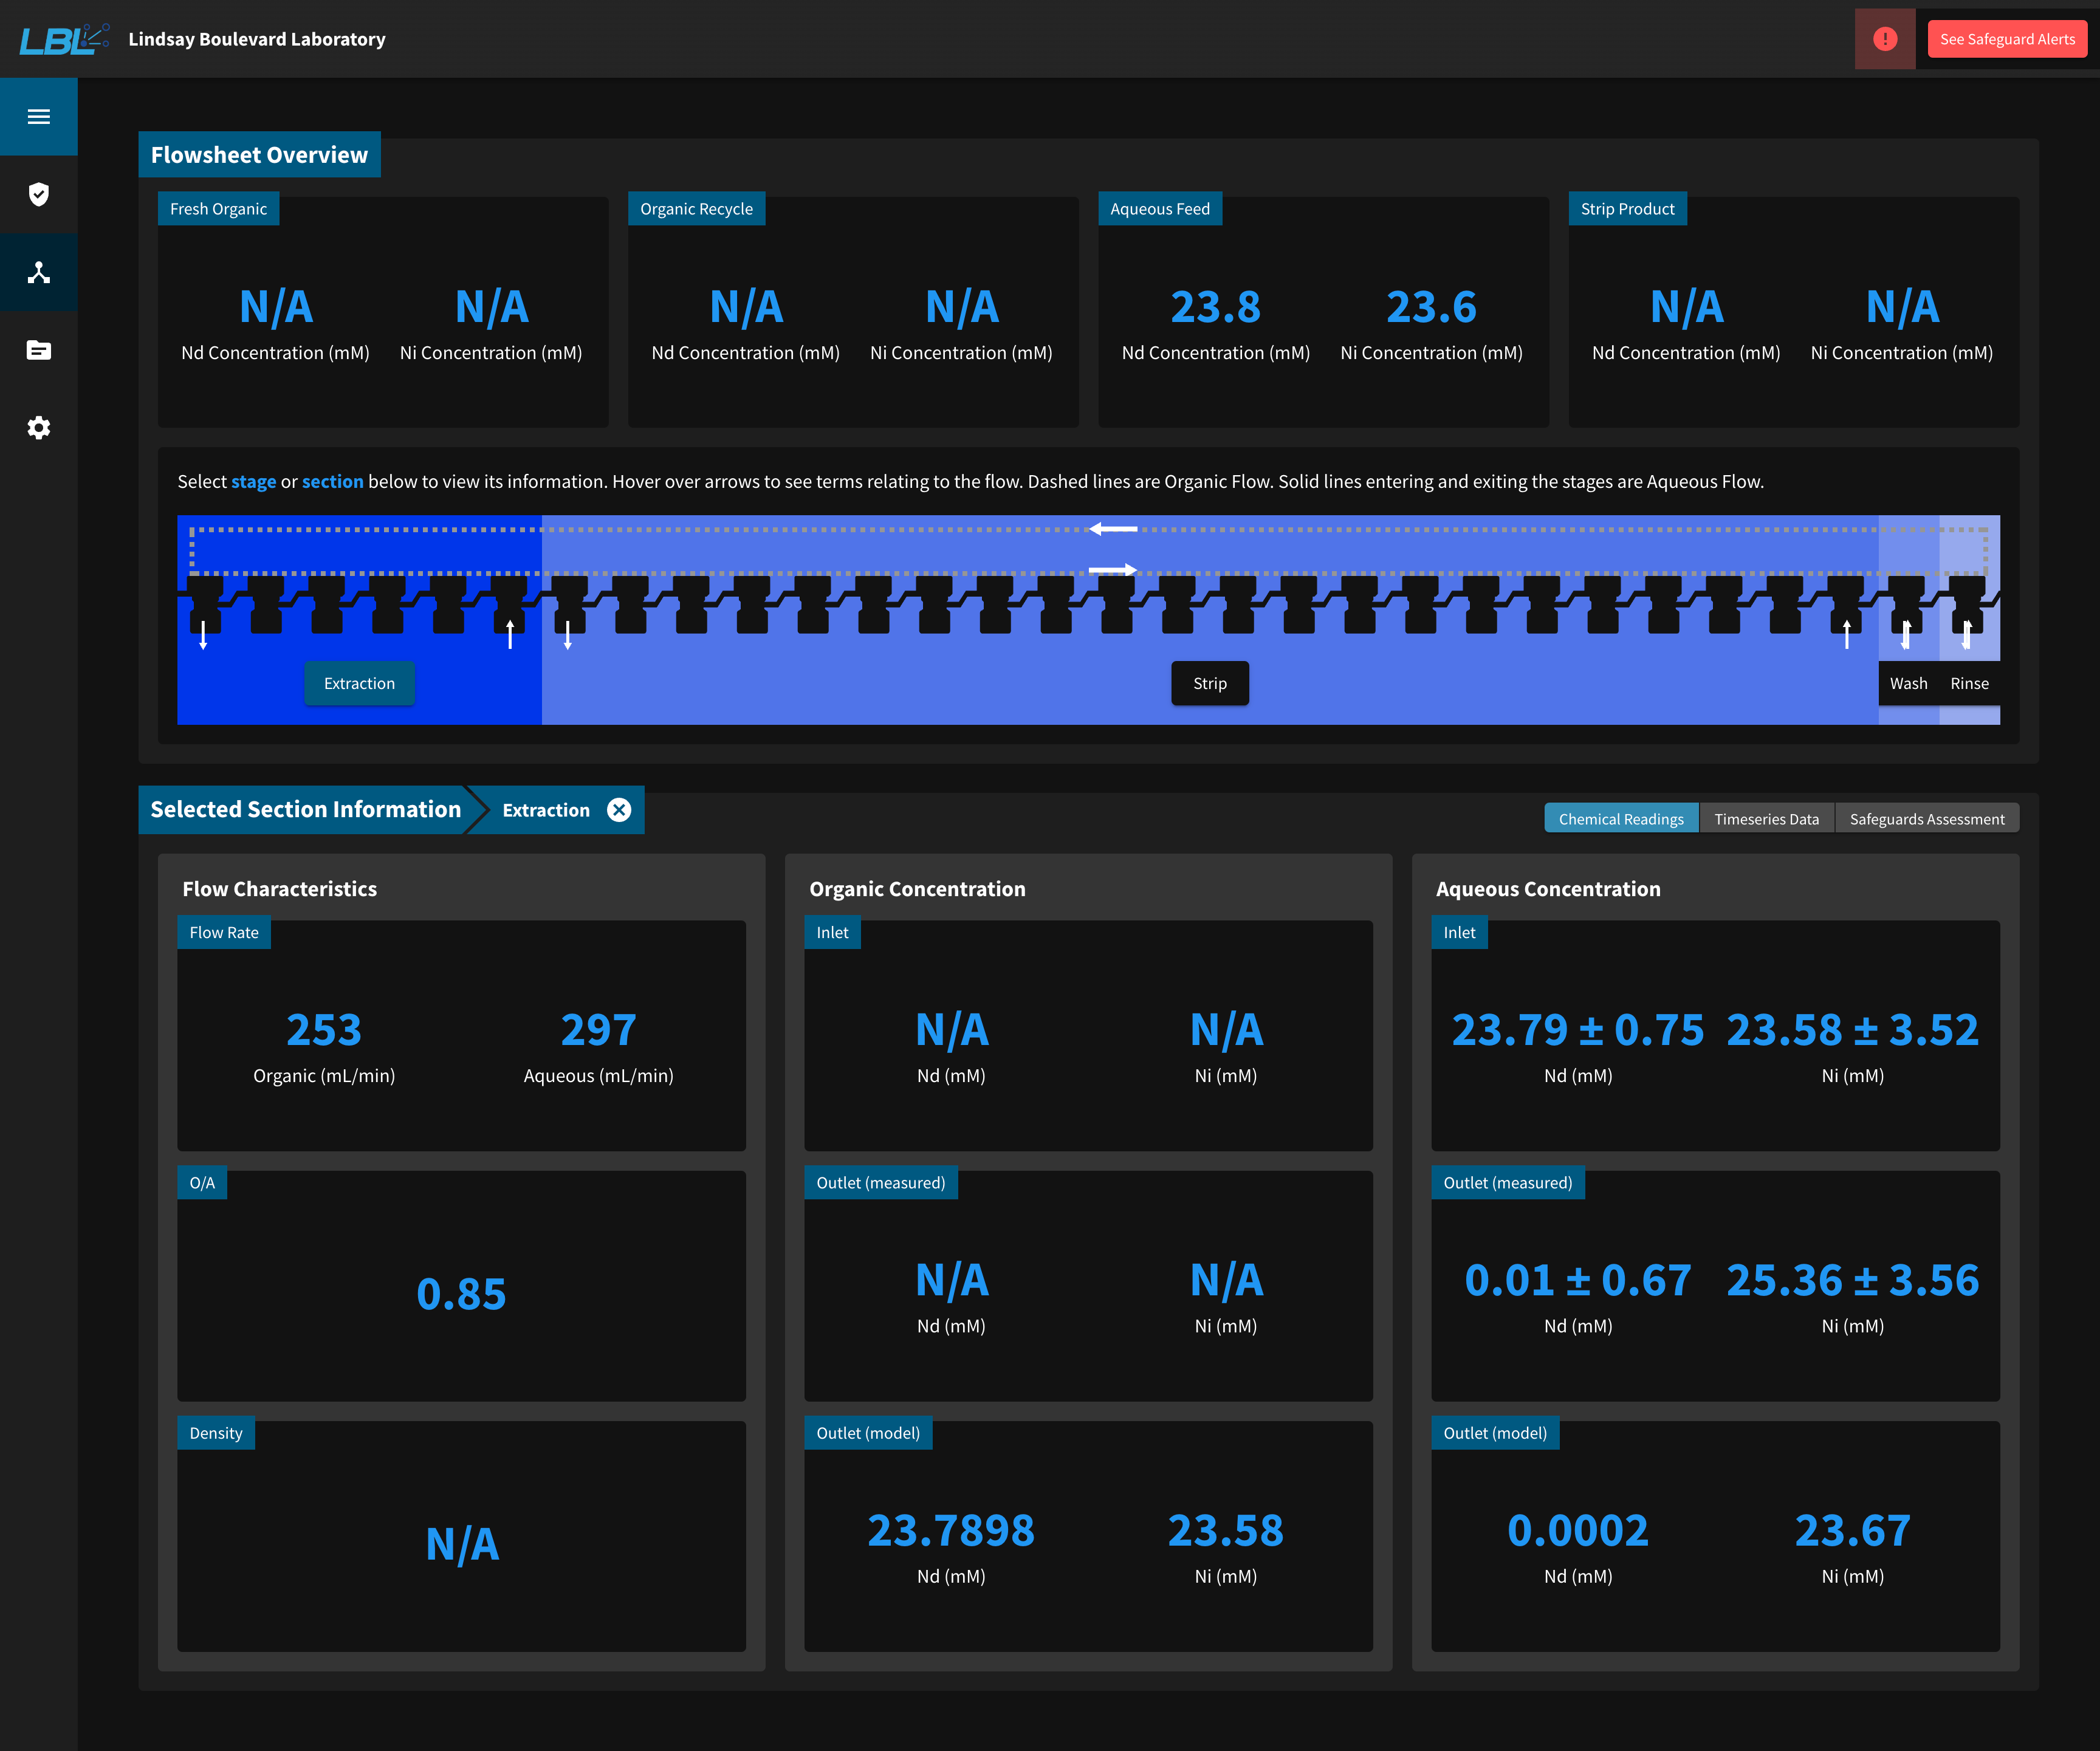 LBL
Lindsay Boulevard Laboratory
See Safeguard Alerts
Flowsheet Overview
Fresh Organic
N/A
Nd Concentration (mM)
N/A
Ni Concentration (mM)
Organic Recycle
N/A
Nd Concentration (mM)
N/A
Ni Concentration (mM)
Aqueous Feed
23.8
Nd Concentration (mM)
23.6
Ni Concentration (mM)
Strip Product
N/A
Nd Concentration (mM)
N/A
Ni Concentration (mM)
Select stage or section below to view its information. Hover over arrows to see terms relating to the flow. Dashed lines are Organic Flow. Solid lines entering and exiting the stages are Aqueous Flow.
Extraction
Strip
Wash
Rinse
Selected Section Information
Extraction
Chemical Readings
Timeseries Data
Safeguards Assessment
Flow Characteristics
Flow Rate
253
Organic (mL/min)
297
Aqueous (mL/min)
O/A
0.85
Density
N/A
Organic Concentration
Inlet
N/A
Nd (mM)
N/A
Ni (mM)
Outlet (measured)
N/A
Nd (mM)
N/A
Ni (mM)
Outlet (model)
23.7898
Nd (mM)
23.58
Ni (mM)
Aqueous Concentration
Inlet
23.79 ± 0.75
Nd (mM)
23.58 ± 3.52
Ni (mM)
Outlet (measured)
0.01 ± 0.67
Nd (mM)
25.36 ± 3.56
Ni (mM)
Outlet (model)
0.0002
Nd (mM)
23.67
Ni (mM)